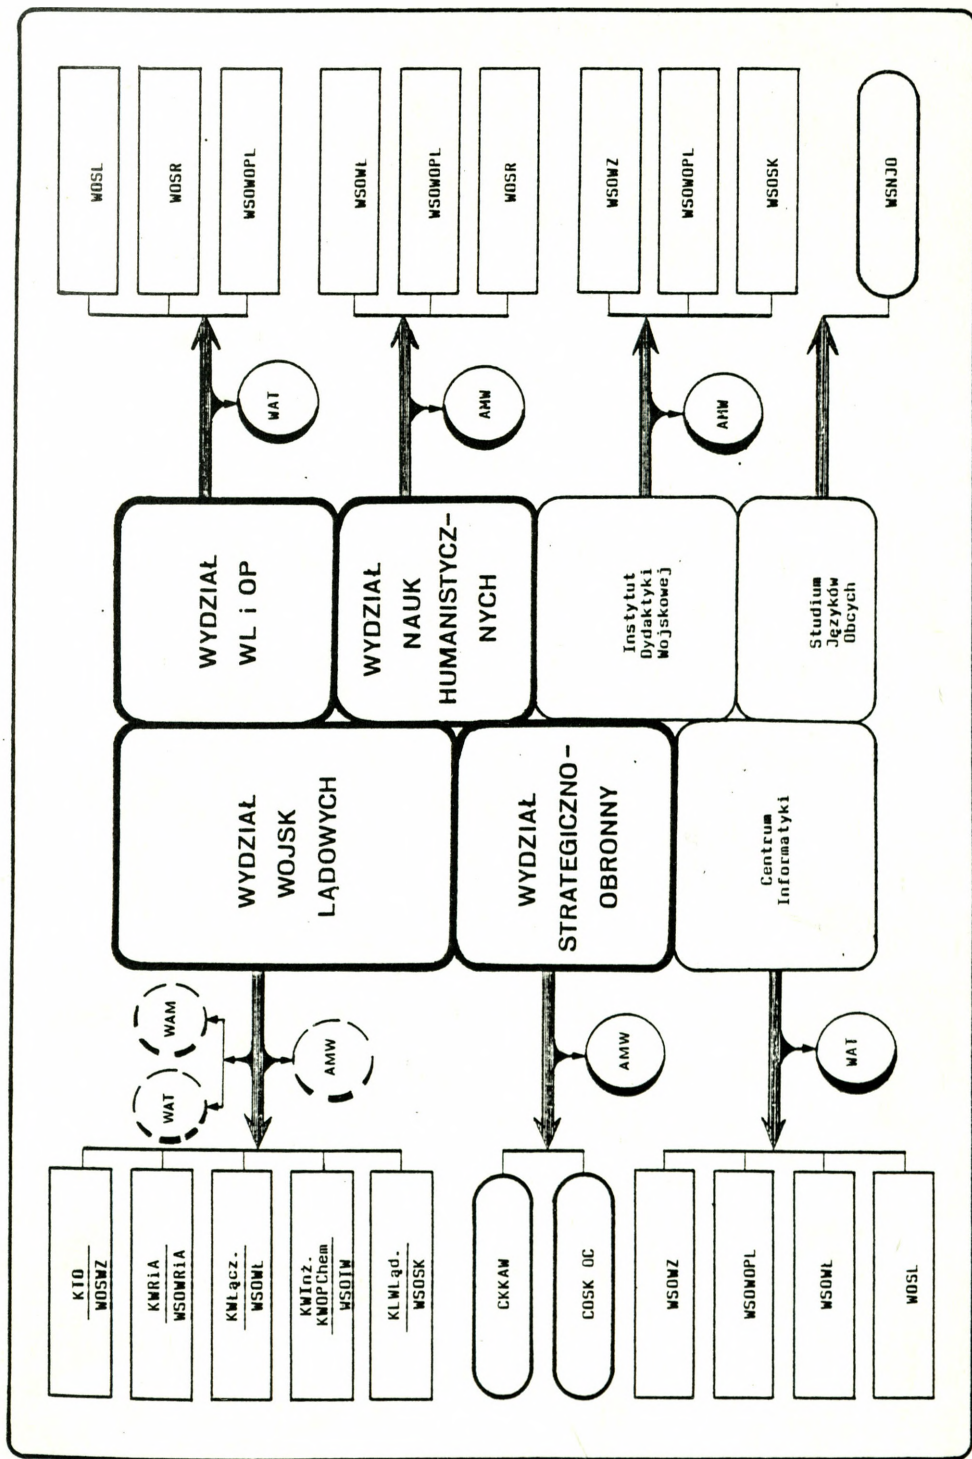 KTO
WOSWZ
KWRiA
WSOWRiA
KWŁącz.
WSOWŁ
KWInż.
KWOPChem
WSOIW
KLWLąd.
WSOSK
CKKAW
COSK OC
WSOWZ
WSOWOPL
WSOWŁ
WOSL
WAT
WAM
AMW
AMW
WAT
WYDZIAŁ
WOJSK
LĄDOWYCH
WYDZIAŁ
STRATEGICZNO-
OBRONNY
Centrum
Informatyki
WYDZIAŁ
WL i OP
WYDZIAŁ
NAUK
HUMANISTYCZ-
NYCH
Instytut
Dydaktyki
Wojskowej
Studium
Języków
Obcych
WAT
AMW
AMW
WOSL
WOSR
WSOWOPL
WSOWŁ
WSOWOPL
WOSR
WSOWZ
WSOWOPL
WSOSK
WSNJO